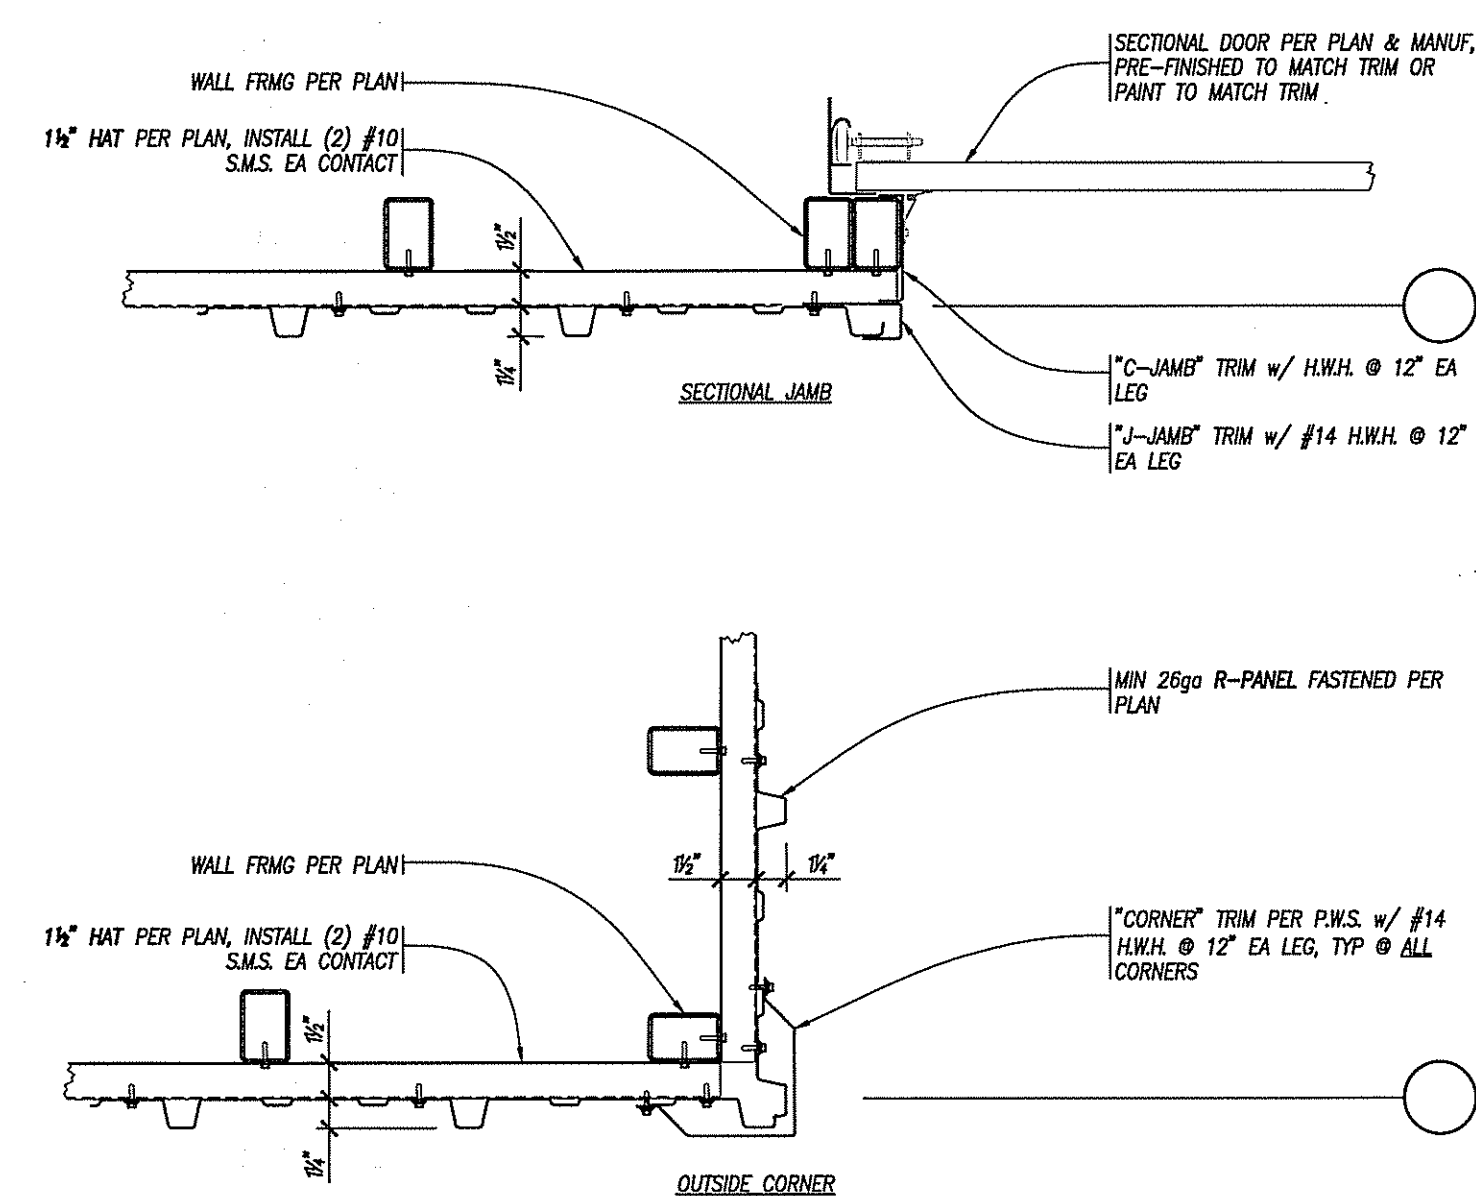 SECTIONAL DOOR PER PLAN & MANUF,
PRE-FINISHED TO MATCH TRIM OR
PAINT TO MATCH TRIM
WALL FRMG PER PLAN
1½" HAT PER PLAN, INSTALL (2) #10
S.M.S. EA CONTACT
1½"
1¼"
SECTIONAL JAMB
"C-JAMB" TRIM w/ H.W.H. @ 12" EA
LEG
"J-JAMB" TRIM w/ #14 H.W.H. @ 12"
EA LEG
MIN 26ga R-PANEL FASTENED PER
PLAN
1½"
1¼"
WALL FRMG PER PLAN
1½" HAT PER PLAN, INSTALL (2) #10
S.M.S. EA CONTACT
"CORNER" TRIM PER P.W.S. w/ #14
H.W.H. @ 12" EA LEG, TYP @ ALL
CORNERS
1½"
1¼"
OUTSIDE CORNER